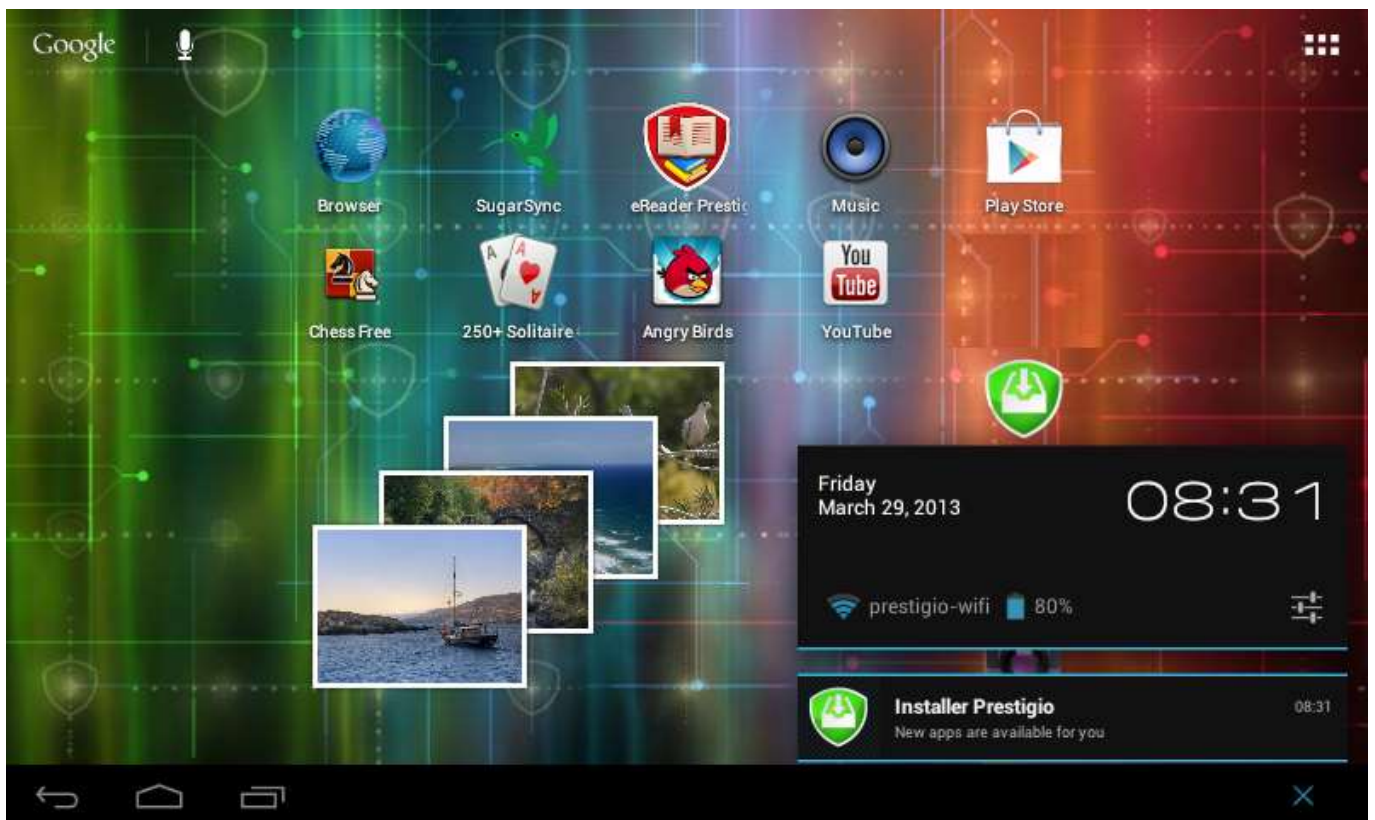 Google
Browser
SugarSync
eReader Prestig
Music
Play Store
Chess Free
250+ Solitaire
Angry Birds
You
Tube
YouTube
A
A
A
Friday
March 29, 2013
08:31
prestigio-wifi
80%
Installer Prestigio
08:31
New apps are available for you